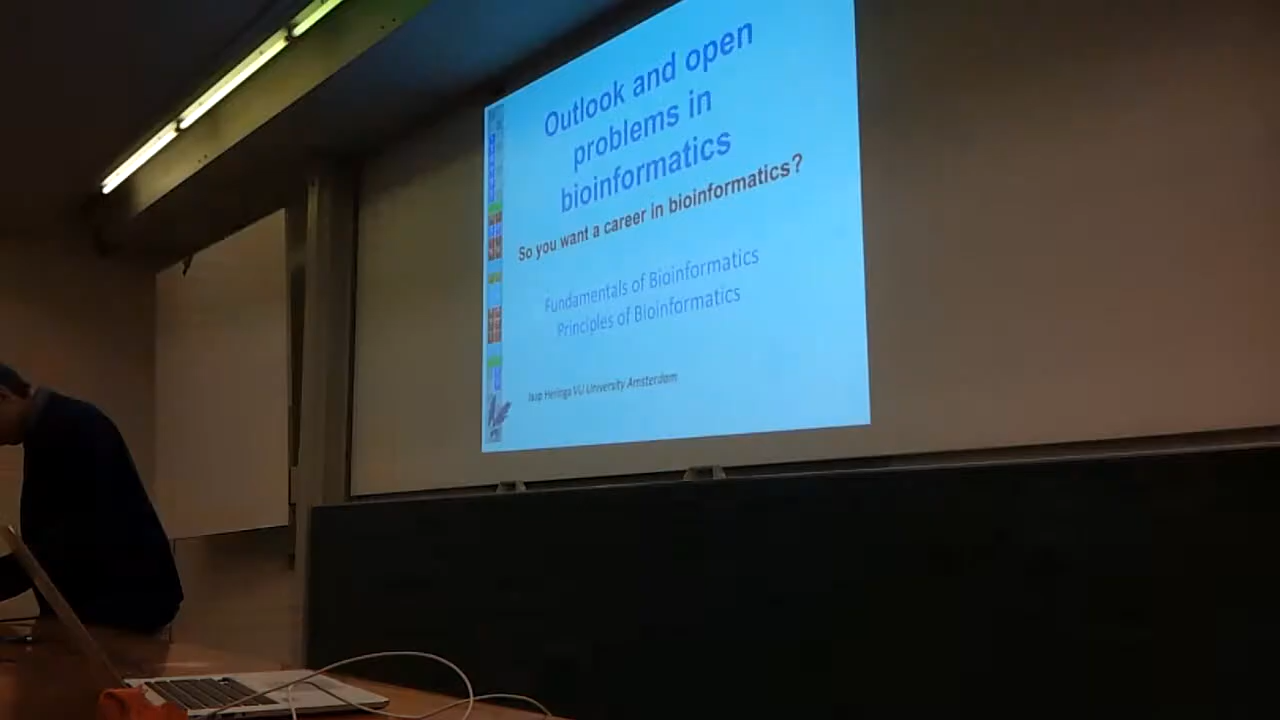 Outlook and open
problems in
bioinformatics
So you want a career in bioinformatics?
Fundamentals of Bioinformatics
Principles of Bioinformatics
Jaap Heringa VU University Amsterdam